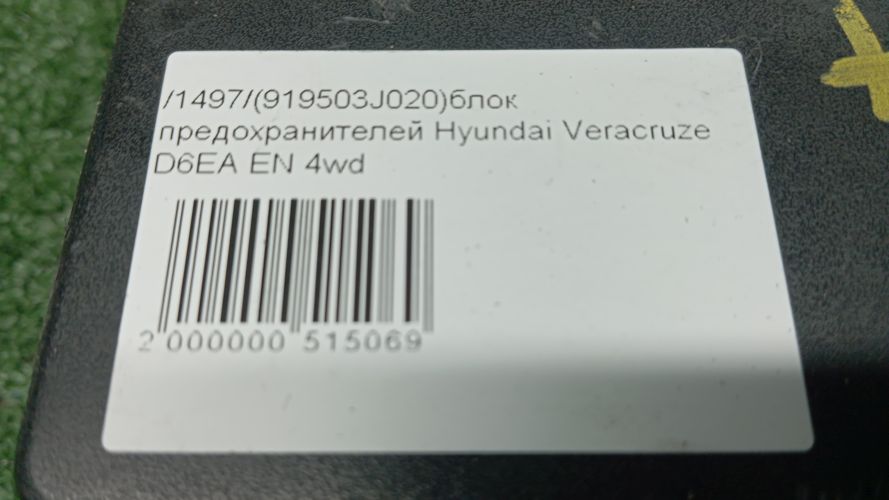 /1497/(919503J020)блок
предохранителей Hyundai Veracruze
D6EA EN 4wd
2 000000 515069